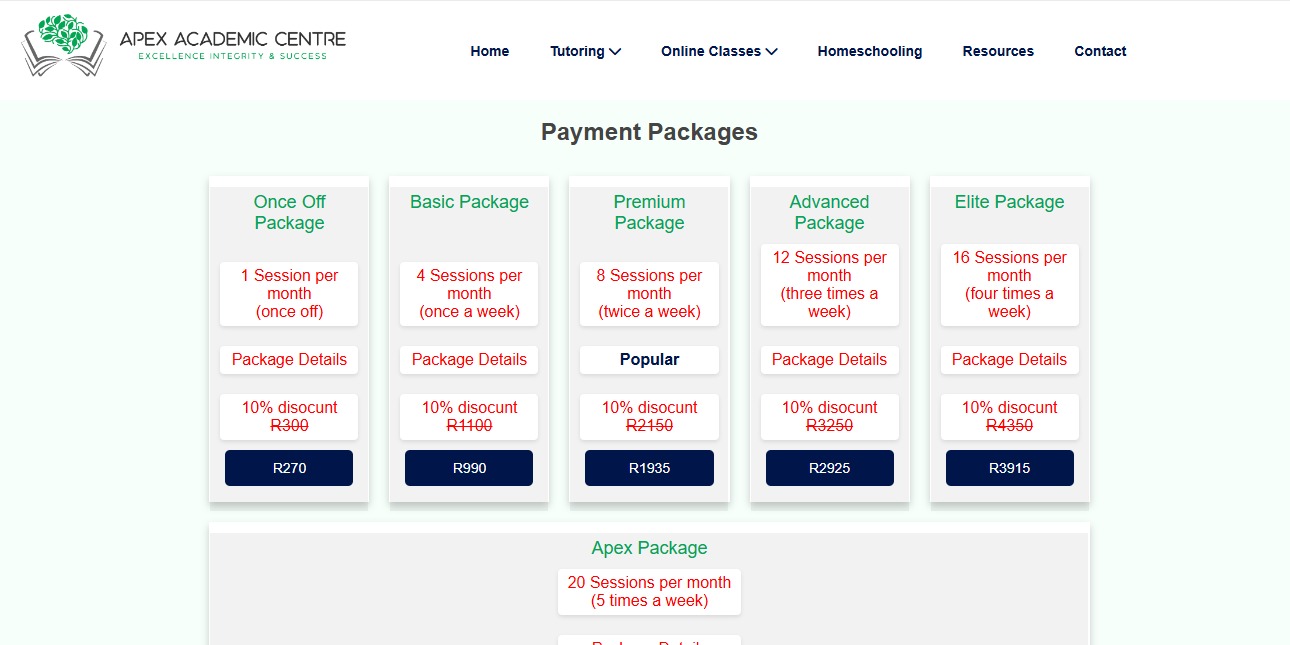 APEX ACADEMIC CENTRE
EXCELLENCE INTEGRITY & SUCCESS
Home
Tutoring
Online Classes
Homeschooling
Resources
Contact
Payment Packages
Once Off
Package
1 Session per
month
(once off)
Package Details
10% disocunt
R300
R270
Basic Package
4 Sessions per
month
(once a week)
Package Details
10% disocunt
R1100
R990
Premium
Package
8 Sessions per
month
(twice a week)
Popular
10% disocunt
R2150
R1935
Advanced
Package
12 Sessions per
month
(three times a
week)
Package Details
10% disocunt
R3250
R2925
Elite Package
16 Sessions per
month
(four times a
week)
Package Details
10% disocunt
R4350
R3915
Apex Package
20 Sessions per month
(5 times a week)
Package Details